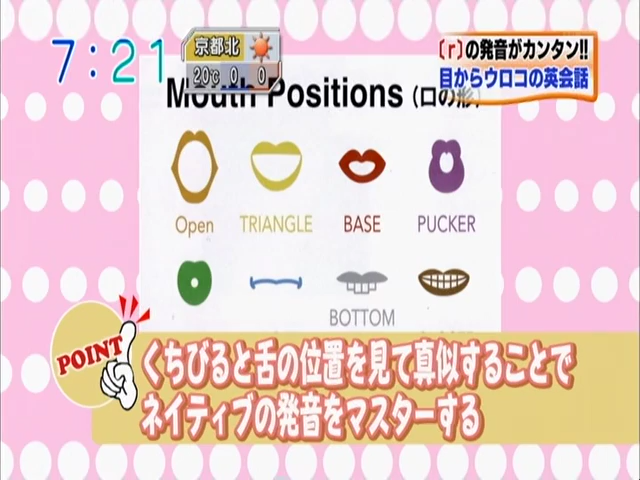 7:21
京都北
20℃ 0 0
〔r〕の発音がカンタン!!
目からウロコの英会話
Mouth Positions (口の形)
Open TRIANGLE BASE PUCKER
BOTTOM
POINT
くちびると舌の位置を見て真似することで
ネイティブの発音をマスターする